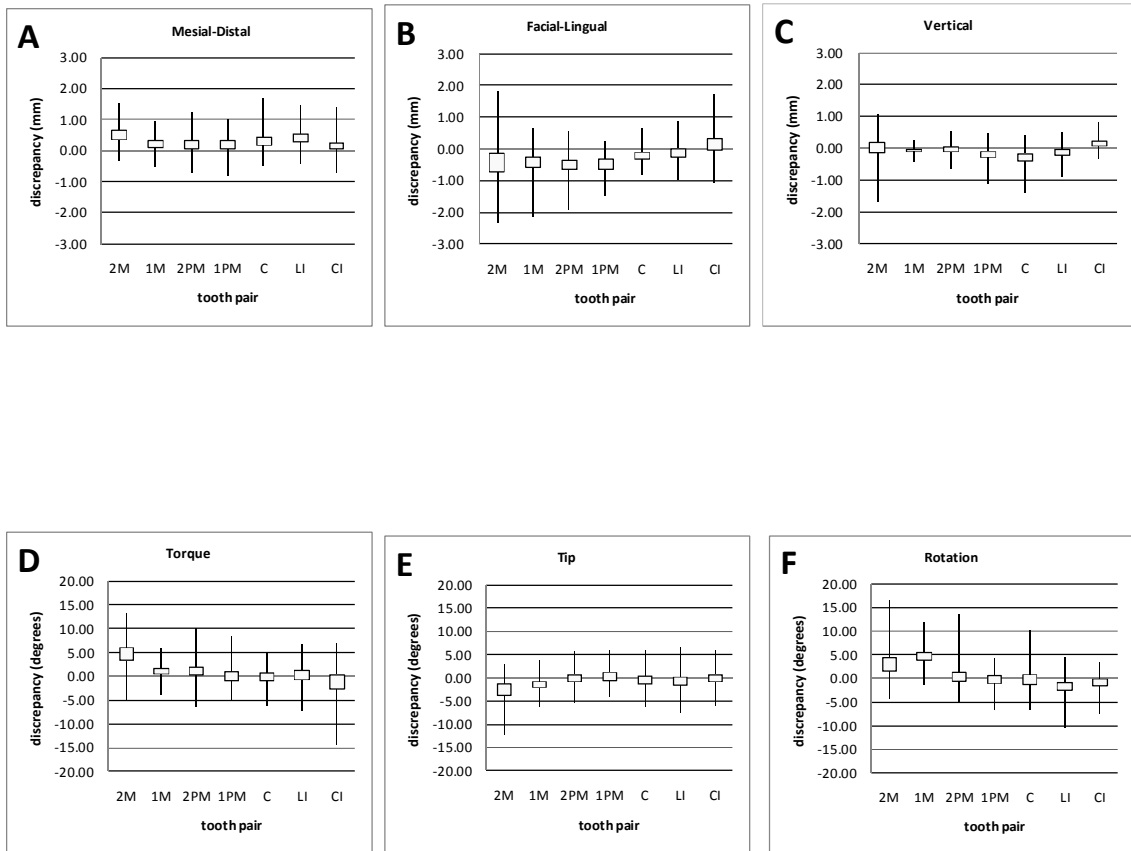 A
Mesial-Distal
discrepancy (mm)
3.00
2.00
1.00
0.00
-1.00
-2.00
-3.00
2M 1M 2PM 1PM C LI CI
tooth pair
B
Facial-Lingual
discrepancy (mm)
3.00
2.00
1.00
0.00
-1.00
-2.00
-3.00
2M 1M 2PM 1PM C LI CI
tooth pair
C
Vertical
discrepancy (mm)
3.00
2.00
1.00
0.00
-1.00
-2.00
-3.00
2M 1M 2PM 1PM C LI CI
tooth pair
D
Torque
discrepancy (degrees)
20.00
15.00
10.00
5.00
0.00
-5.00
-10.00
-15.00
-20.00
2M 1M 2PM 1PM C LI CI
tooth pair
E
Tip
discrepancy (degrees)
20.00
15.00
10.00
5.00
0.00
-5.00
-10.00
-15.00
-20.00
2M 1M 2PM 1PM C LI CI
tooth pair
F
Rotation
discrepancy (degrees)
20.00
15.00
10.00
5.00
0.00
-5.00
-10.00
-15.00
-20.00
2M 1M 2PM 1PM C LI CI
tooth pair